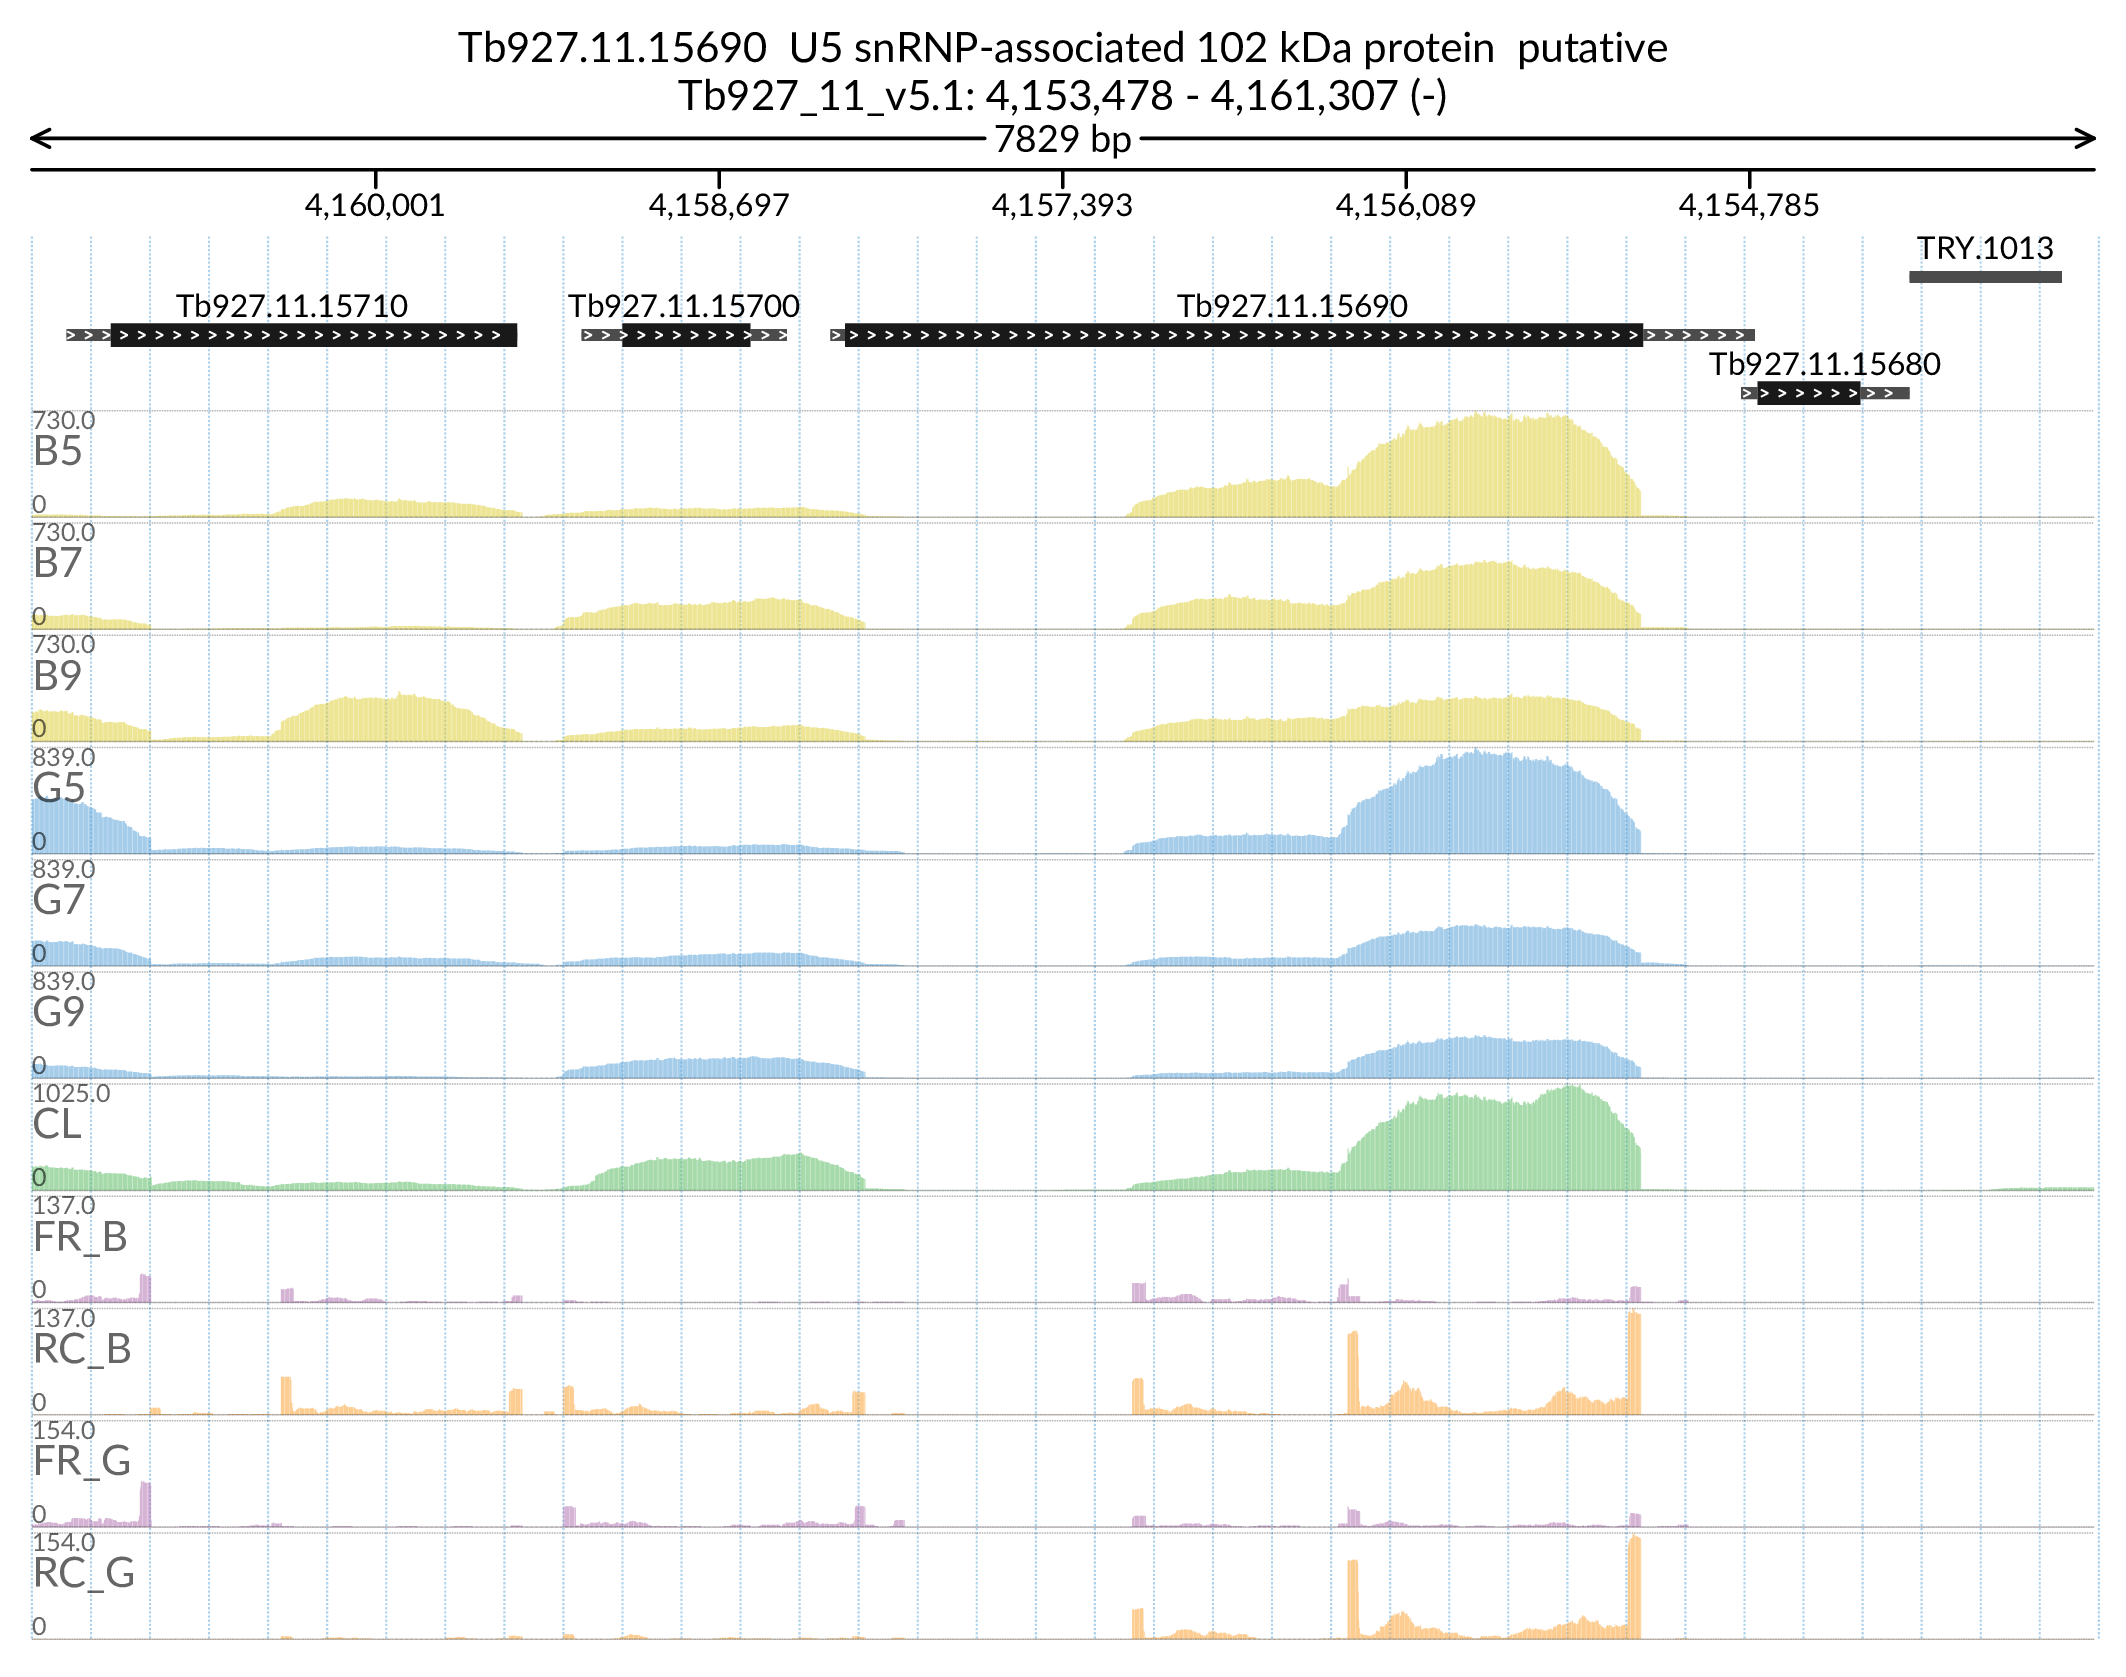 Tb927.11.15690  U5 snRNP-associated 102 kDa protein  putative
Tb927_11_v5.1: 4,153,478 - 4,161,307 (-)
7829 bp
4,160,001 4,158,697 4,157,393 4,156,089 4,154,785
TRY.1013
Tb927.11.15710 Tb927.11.15700 Tb927.11.15690
Tb927.11.15680
730.0
B5
0
730.0
B7
0
730.0
B9
0
839.0
G5
0
839.0
G7
0
839.0
G9
0
1025.0
CL
0
137.0
FR_B
0
137.0
RC_B
0
154.0
FR_G
0
154.0
RC_G
0